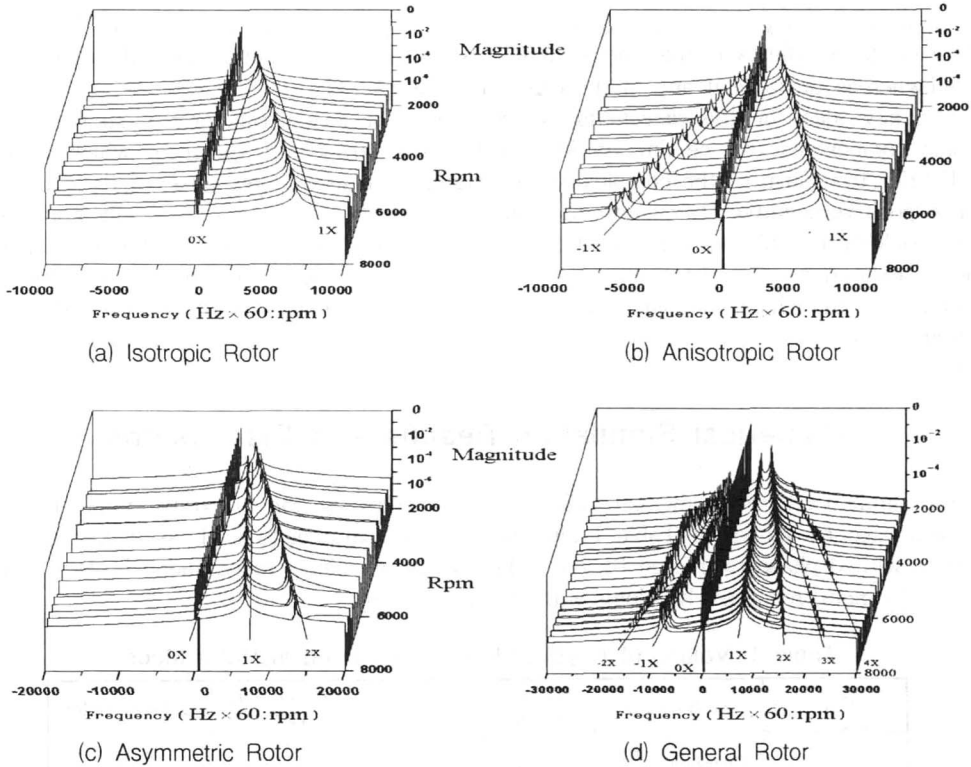 0
10-2
10-4
10-6
2000
4000
6000
8000
Magnitude
Rpm
0X
1X
-10000 -5000 0 5000 10000
Frequency ( Hz × 60:rpm)
(a) Isotropic Rotor
0
10-2
10-4
10-6
2000
4000
6000
8000
-1X
0X
1X
-10000 -5000 0 5000 10000
Frequency ( Hz × 60:rpm)
(b) Anisotropic Rotor
0
10-2
10-4
10-6
2000
4000
6000
8000
Magnitude
Rpm
0X
1X
2X
-20000 -10000 0 10000 20000
Frequency ( Hz × 60:rpm)
(c) Asymmetric Rotor
0
10-2
10-4
2000
4000
6000
8000
-2X
-1X
0X
1X
2X
3X
4X
-30000 -20000 -10000 0 10000 20000 30000
Frequency ( Hz × 60:rpm)
(d) General Rotor